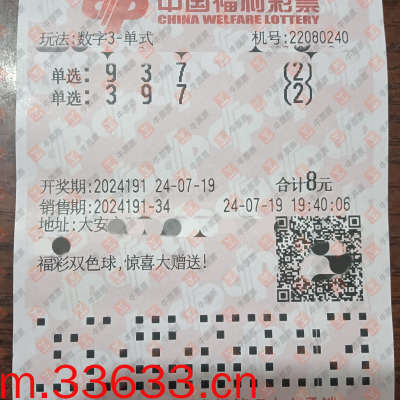 中国福利彩票
CHINA WELFARE LOTTERY
玩法:数字3-单式 机号:22080240
单选: 9 3 7 (2)
单选: 3 9 7 (2)
开奖期:2024191 24-07-19 合计8元
销售期:2024191-34 24-07-19 19:40:06
地址:大安
福彩双色球,惊喜大赠送!
m.33633.cn